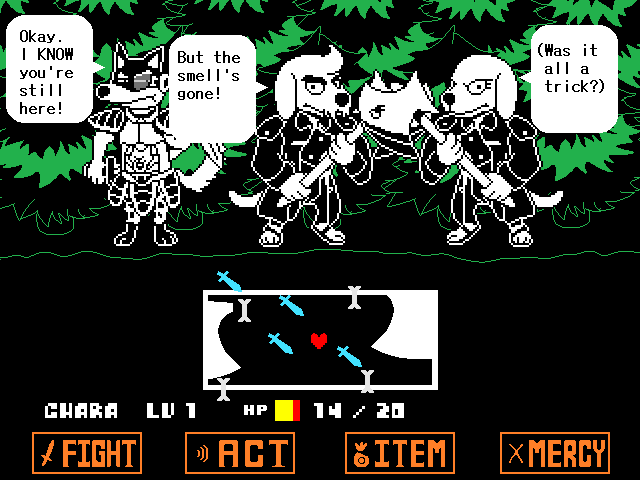 Okay.
I KNOW
you're
still
here!
But the
smell's
gone!
(Was it
all a
trick?)
CHARA LV 1 HP 14 / 20
FIGHT ACT ITEM MERCY